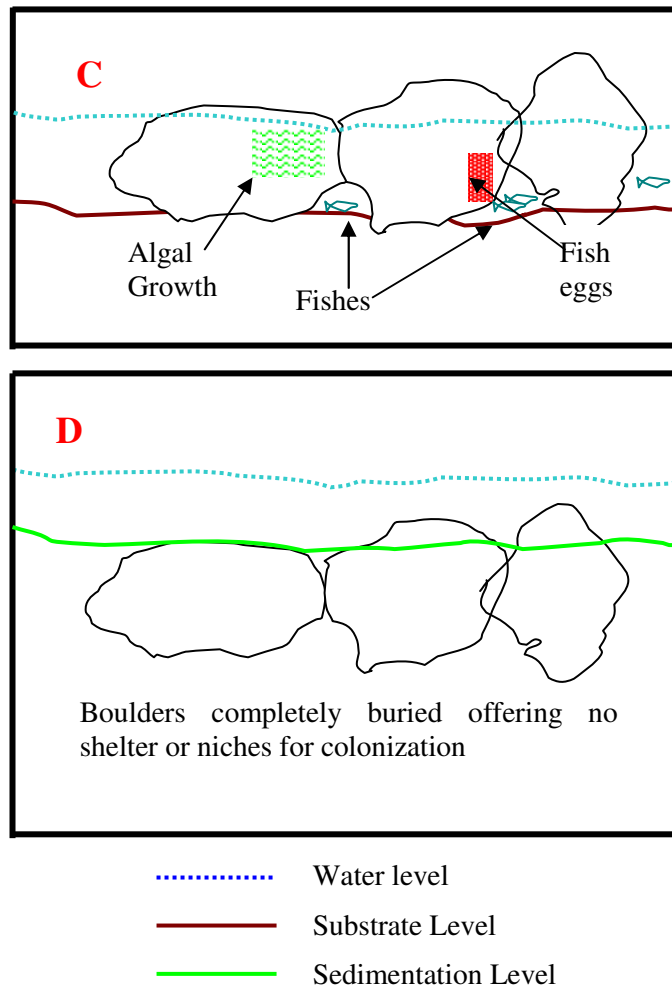 C
Algal
Growth
Fishes
Fish
eggs
D
Boulders completely buried offering no
shelter or niches for colonization
Water level
Substrate Level
Sedimentation Level